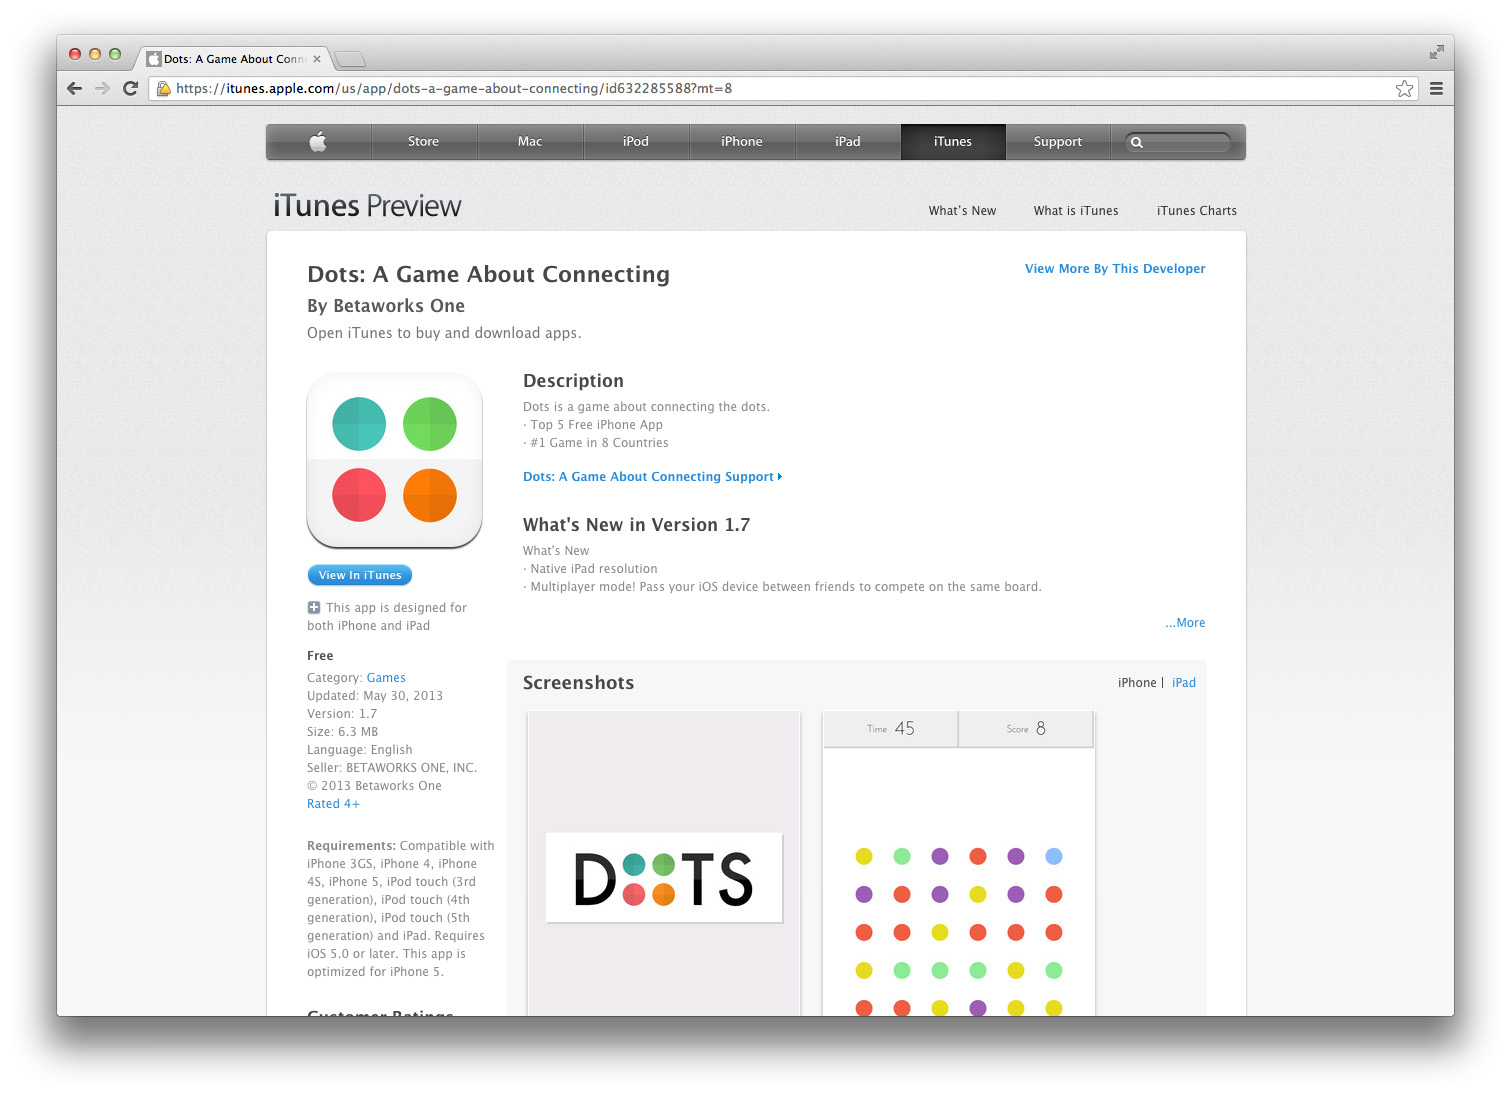 Dots: A Game About Conn
https://itunes.apple.com/us/app/dots-a-game-about-connecting/id632285588?mt=8
Store Mac iPod iPhone iPad iTunes Support
iTunes Preview
What's New What is iTunes iTunes Charts
Dots: A Game About Connecting
View More By This Developer
By Betaworks One
Open iTunes to buy and download apps.
Description
Dots is a game about connecting the dots.
· Top 5 Free iPhone App
· #1 Game in 8 Countries
Dots: A Game About Connecting Support
What's New in Version 1.7
What's New
· Native iPad resolution
· Multiplayer mode! Pass your iOS device between friends to compete on the same board.
...More
View In iTunes
This app is designed for
both iPhone and iPad
Free
Category: Games
Updated: May 30, 2013
Version: 1.7
Size: 6.3 MB
Language: English
Seller: BETAWORKS ONE, INC.
© 2013 Betaworks One
Rated 4+
Requirements: Compatible with
iPhone 3GS, iPhone 4, iPhone
4S, iPhone 5, iPod touch (3rd
generation), iPod touch (4th
generation), iPod touch (5th
generation) and iPad. Requires
iOS 5.0 or later. This app is
optimized for iPhone 5.
Customer Ratings
Screenshots
iPhone | iPad
DOTS
Time 45 Score 8